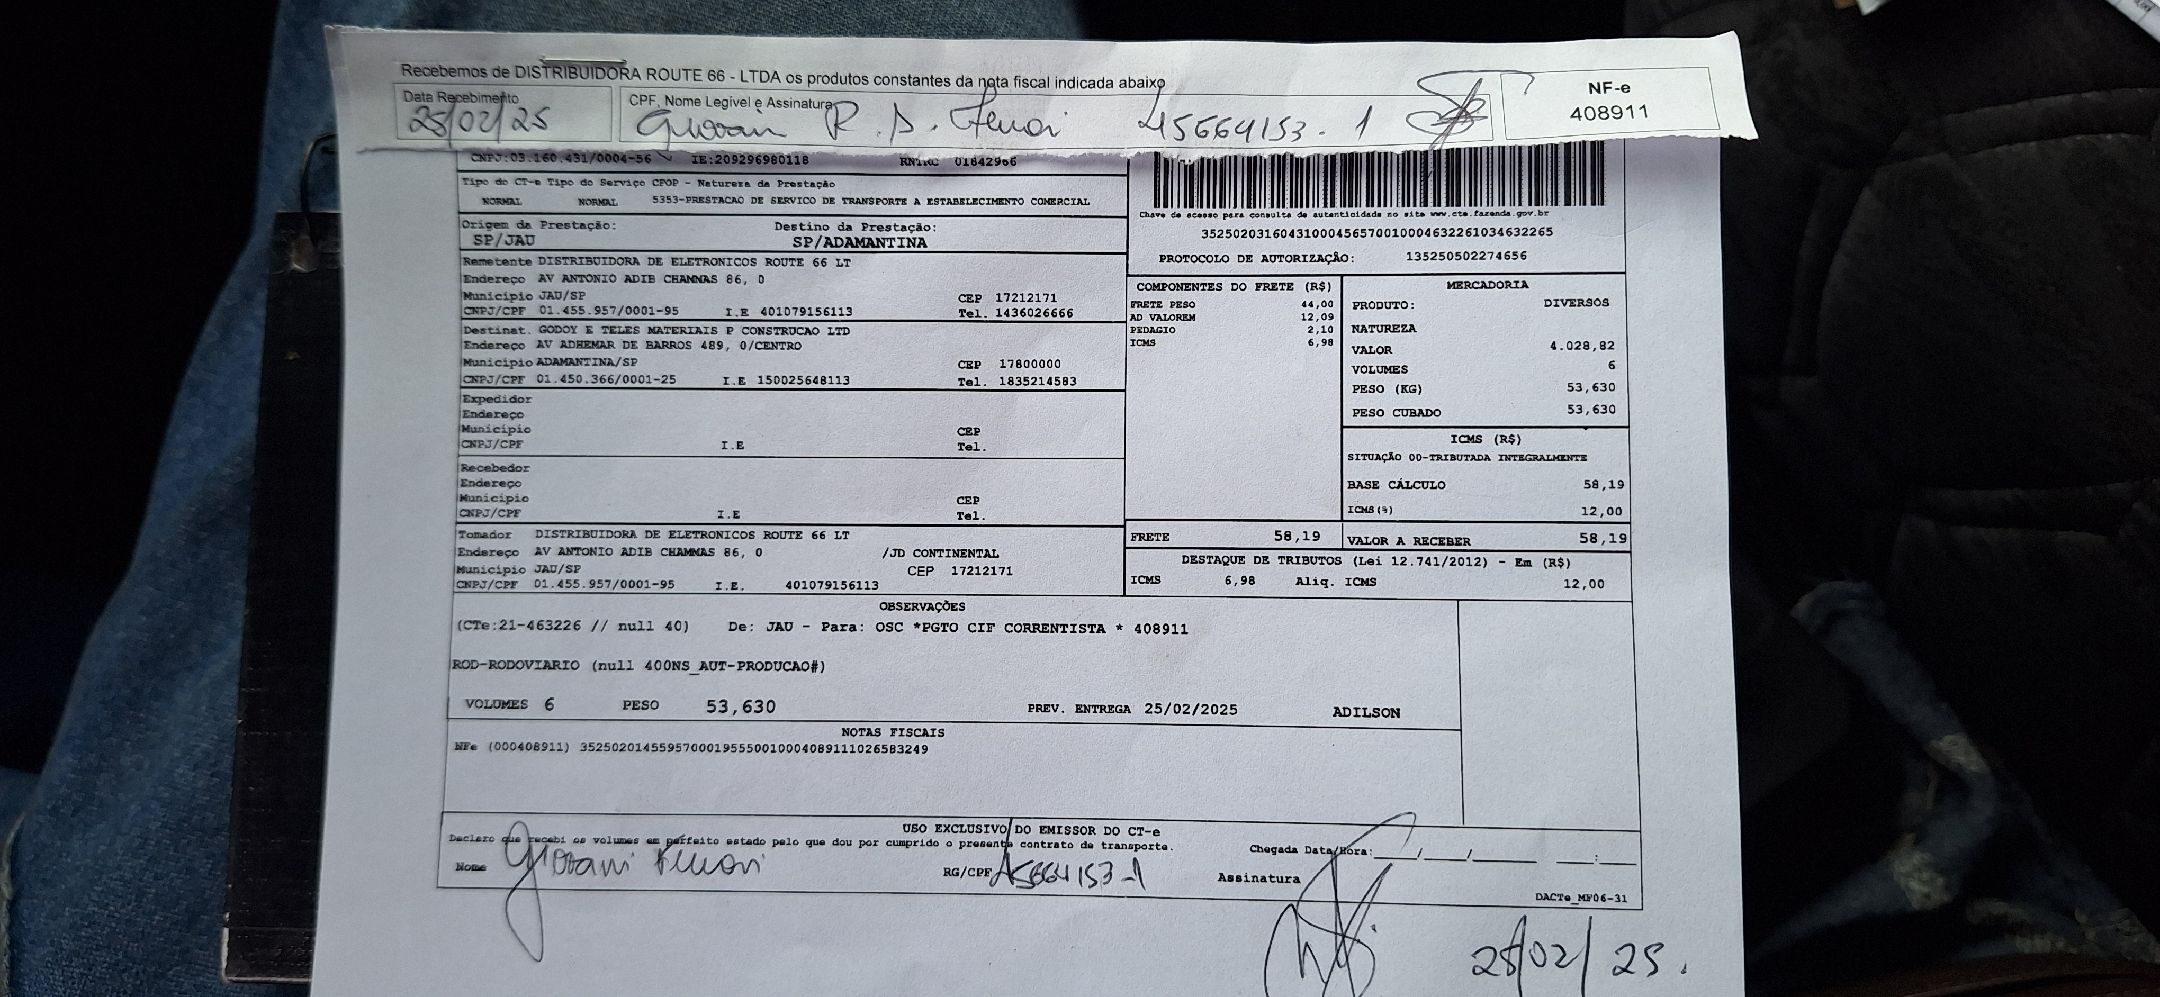 Recebemos de DISTRIBUIDORA ROUTE 66 - LTDA os produtos constantes da nota fiscal indicada abaixo
Data Recebimento
25/02/25
CPF, Nome Legível e Assinatura
R. D. 45664153-1
NF-e
408911
CNPJ:03.160.431/0004-56 IE:209296980118 RNTRC 01842966
Tipo do CT-e Tipo do Serviço CFOP - Natureza da Prestação
NORMAL NORMAL 5353-PRESTACAO DE SERVICO DE TRANSPORTE A ESTABELECIMENTO COMERCIAL
Origem da Prestação: Destino da Prestação:
SP/JAU SP/ADAMANTINA
Chave de acesso para consulta de autenticidade no site www.cte.fazenda.gov.br
35250203160431000456570010004632261034632265
PROTOCOLO DE AUTORIZAÇÃO: 135250502274656
Remetente DISTRIBUIDORA DE ELETRONICOS ROUTE 66 LT
Endereço AV ANTONIO ADIB CHAMMAS 86, 0
Município JAU/SP CEP 17212171
CNPJ/CPF 01.455.957/0001-95 I.E 401079156113 Tel. 1436026666
Destinat. GODOY E TELES MATERIAIS P CONSTRUCAO LTD
Endereço AV ADHEMAR DE BARROS 489, 0/CENTRO
Município ADAMANTINA/SP CEP 17800000
CNPJ/CPF 01.450.366/0001-25 I.E 150025648113 Tel. 1835214583
Expedidor
Endereço
Município CEP
CNPJ/CPF I.E Tel.
Recebedor
Endereço
Município CEP
CNPJ/CPF I.E Tel.
Tomador DISTRIBUIDORA DE ELETRONICOS ROUTE 66 LT
Endereço AV ANTONIO ADIB CHAMMAS 86, 0 /JD CONTINENTAL
Município JAU/SP CEP 17212171
CNPJ/CPF 01.455.957/0001-95 I.E. 401079156113
COMPONENTES DO FRETE (R$)
FRETE PESO 44,00
AD VALOREM 12,09
PEDAGIO 2,10
ICMS 6,98
MERCADORIA
PRODUTO: DIVERSOS
NATUREZA
VALOR 4.028,82
VOLUMES 6
PESO (KG) 53,630
PESO CUBADO 53,630
ICMS (R$)
SITUAÇÃO 00-TRIBUTADA INTEGRALMENTE
BASE CÁLCULO 58,19
ICMS(%) 12,00
FRETE 58,19 VALOR A RECEBER 58,19
DESTAQUE DE TRIBUTOS (Lei 12.741/2012) - Em (R$)
ICMS 6,98 Aliq. ICMS 12,00
OBSERVAÇÕES
(CTe:21-463226 // null 40) De: JAU - Para: OSC *PGTO CIF CORRENTISTA * 408911
ROD-RODOVIARIO (null 400NS_AUT-PRODUCAO#)
VOLUMES 6 PESO 53,630 PREV. ENTREGA 25/02/2025 ADILSON
NOTAS FISCAIS
NFe (000408911) 35250201455957000195550010004089111026583249
USO EXCLUSIVO DO EMISSOR DO CT-e
Declaro que recebi os volumes em perfeito estado pelo que dou por cumprido o presente contrato de transporte.
Chegada Data/Hora:___/___/_____ ___:___
Nome Giovani RG/CPF 45664153-1 Assinatura
DACTe_MF06-31
25/02/25.